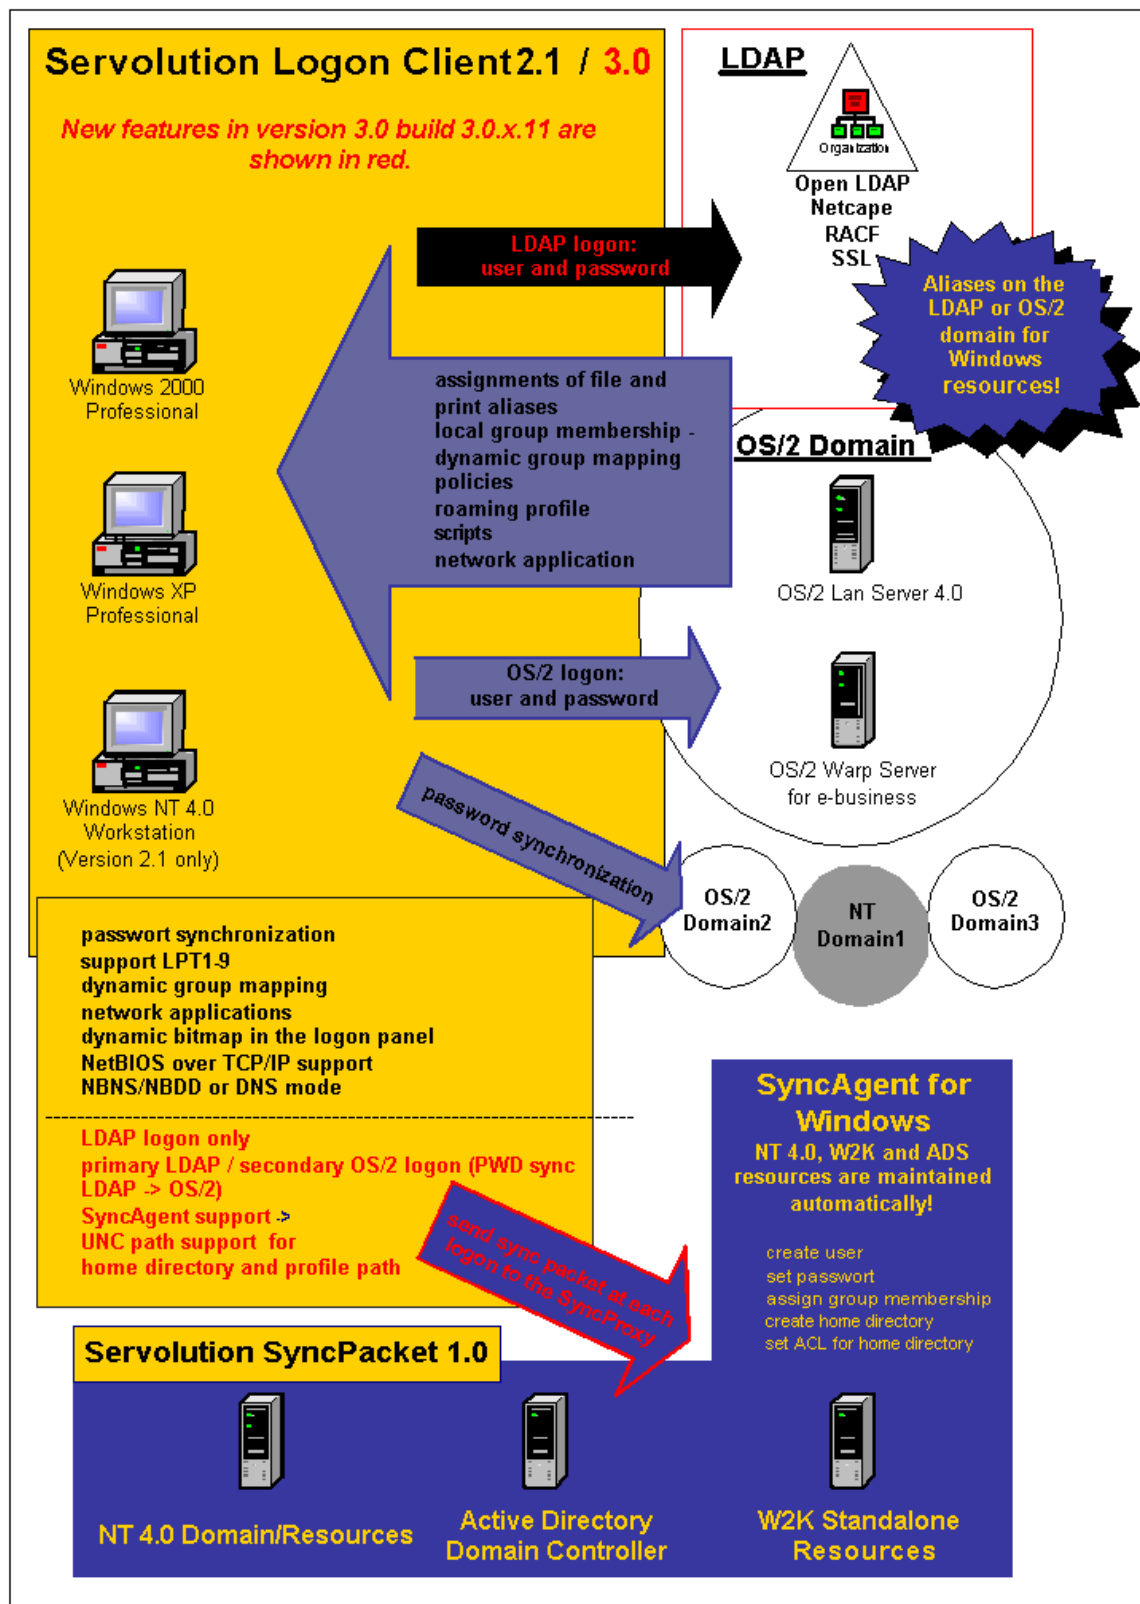 Servolution Logon Client 2.1 / 3.0
New features in version 3.0 build 3.0.x.11 are
shown in red.
LDAP
Organization
Open LDAP
Netcape
RACF
SSL
LDAP logon:
user and password
Aliases on the
LDAP or OS/2
domain for
Windows
resources!
Windows 2000
Professional
assignments of file and
print aliases
local group membership -
dynamic group mapping
policies
roaming profile
scripts
network application
OS/2 Domain
OS/2 Lan Server 4.0
Windows XP
Professional
OS/2 logon:
user and password
OS/2 Warp Server
for e-business
Windows NT 4.0
Workstation
(Version 2.1 only)
password synchronization
OS/2
Domain2
NT
Domain1
OS/2
Domain3
passwort synchronization
support LPT1-9
dynamic group mapping
network applications
dynamic bitmap in the logon panel
NetBIOS over TCP/IP support
NBNS/NBDD or DNS mode
LDAP logon only
primary LDAP / secondary OS/2 logon (PWD sync
LDAP -> OS/2)
SyncAgent support ->
UNC path support for
home directory and profile path
send sync packet at each
logon to the SyncProxy
SyncAgent for
Windows
NT 4.0, W2K and ADS
resources are maintained
automatically!
create user
set passwort
assign group membership
create home directory
set ACL for home directory
Servolution SyncPacket 1.0
NT 4.0 Domain/Resources
Active Directory
Domain Controller
W2K Standalone
Resources